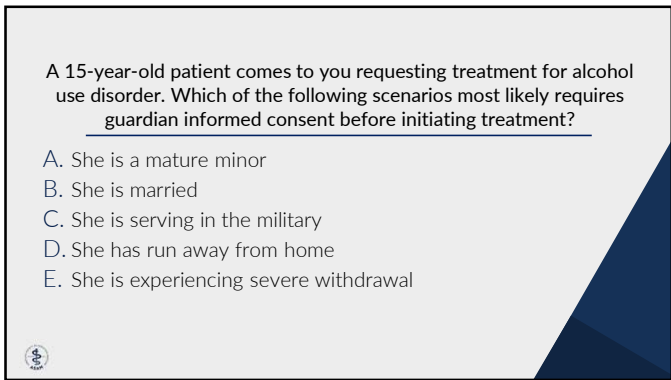 A 15-year-old patient comes to you requesting treatment for alcohol
use disorder. Which of the following scenarios most likely requires
guardian informed consent before initiating treatment?
A. She is a mature minor
B. She is married
C. She is serving in the military
D. She has run away from home
E. She is experiencing severe withdrawal
ASAM